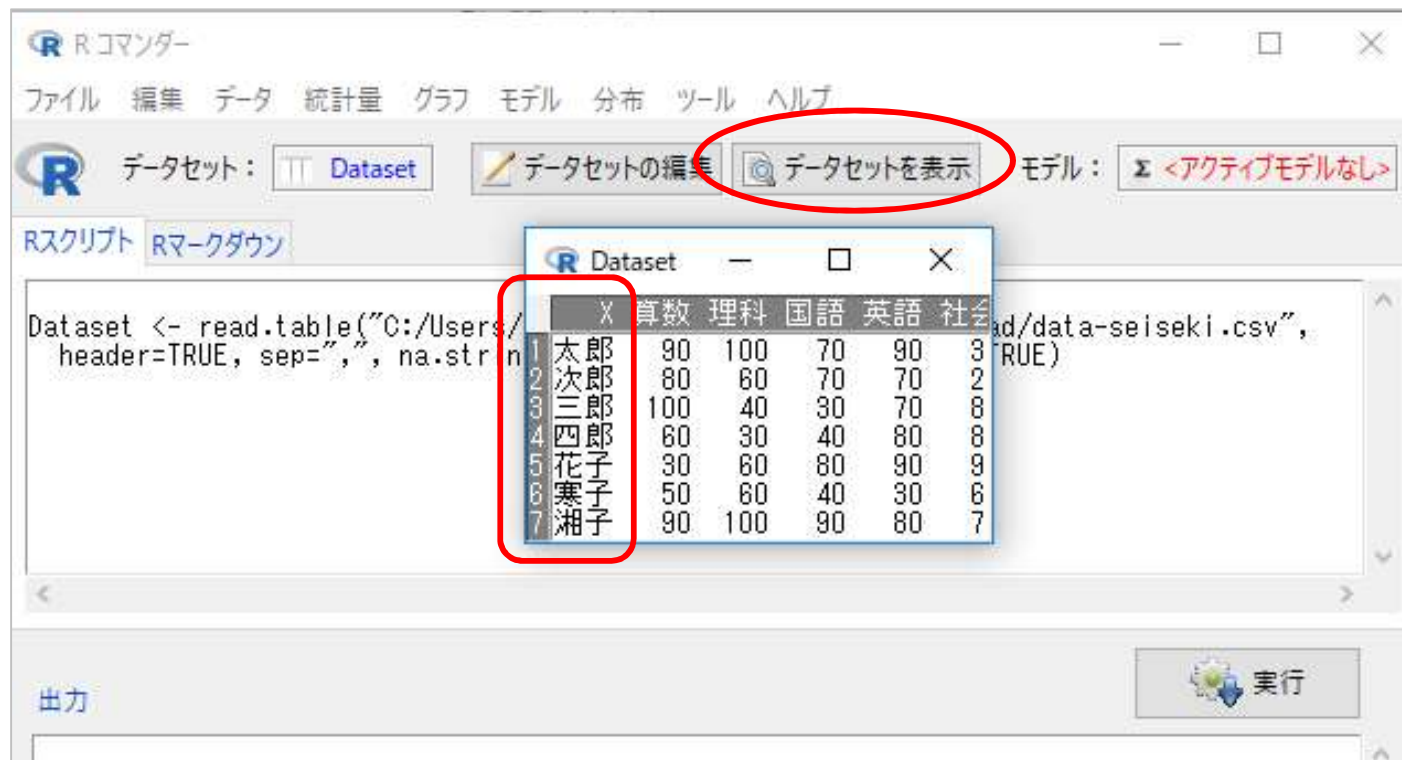 R コマンダー
ファイル 編集 データ 統計量 グラフ モデル 分布 ツール ヘルプ
データセット: Dataset データセットの編集 データセットを表示 モデル: Σ <アクティブモデルなし>
Rスクリプト Rマークダウン
Dataset <- read.table("C:/Users/ ad/data-seiseki.csv",
header=TRUE, sep=",", na.strin TRUE)
Dataset
X 算数 理科 国語 英語 社会
1 太郎 90 100 70 90 3
2 次郎 80 60 70 70 2
3 三郎 100 40 30 70 8
4 四郎 60 30 40 80 8
5 花子 30 60 80 90 9
6 寒子 50 60 40 30 6
7 湘子 90 100 90 80 7
実行
出力